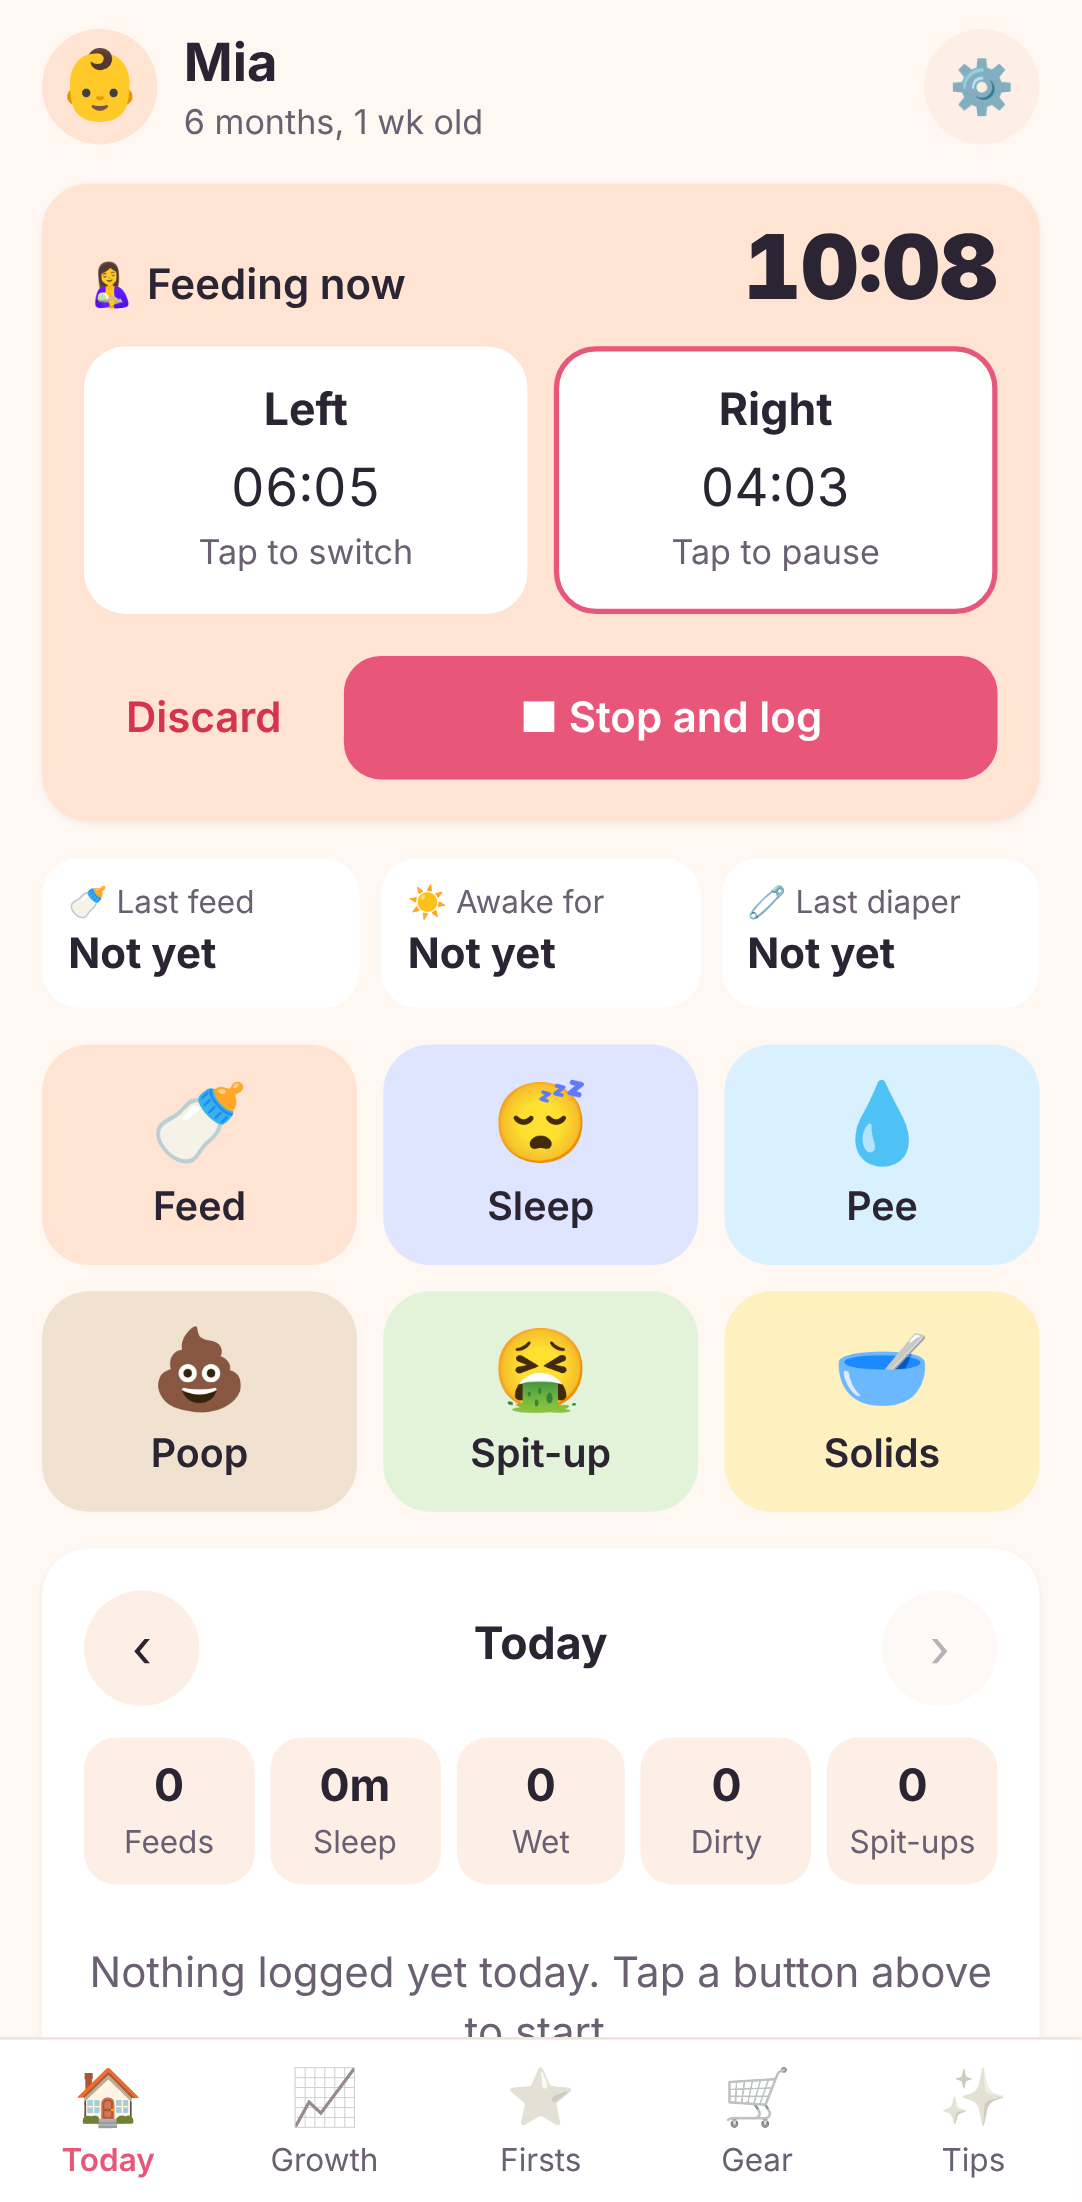 Mia
6 months, 1 wk old
Feeding now
10:08
Left
06:05
Tap to switch
Right
04:03
Tap to pause
Discard
Stop and log
Last feed
Not yet
Awake for
Not yet
Last diaper
Not yet
Feed
Sleep
Pee
Poop
Spit-up
Solids
Today
0
Feeds
0m
Sleep
0
Wet
0
Dirty
0
Spit-ups
Nothing logged yet today. Tap a button above
to start
Today
Growth
Firsts
Gear
Tips